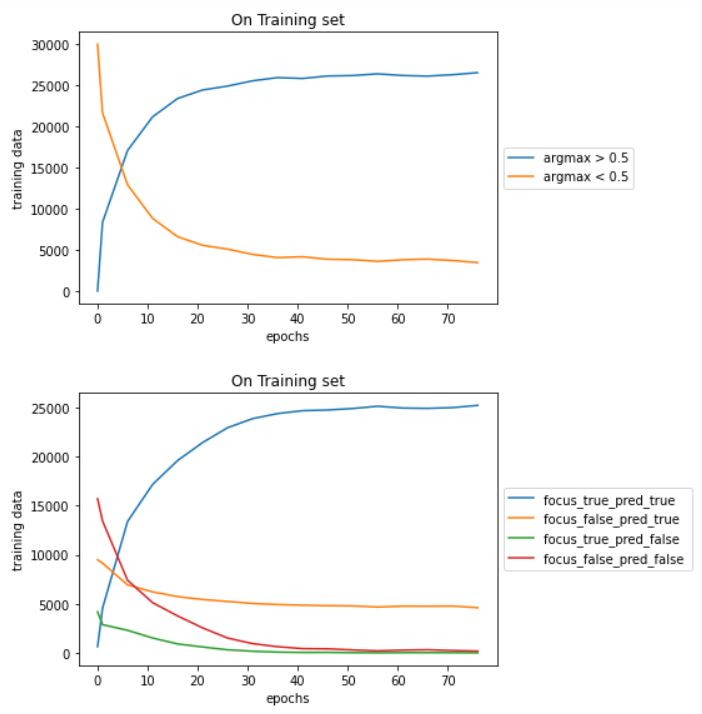 On Training set
30000
25000
20000
15000
10000
5000
0
training data
0 10 20 30 40 50 60 70
epochs
argmax > 0.5
argmax < 0.5
On Training set
25000
20000
15000
10000
5000
0
training data
0 10 20 30 40 50 60 70
epochs
focus_true_pred_true
focus_false_pred_true
focus_true_pred_false
focus_false_pred_false